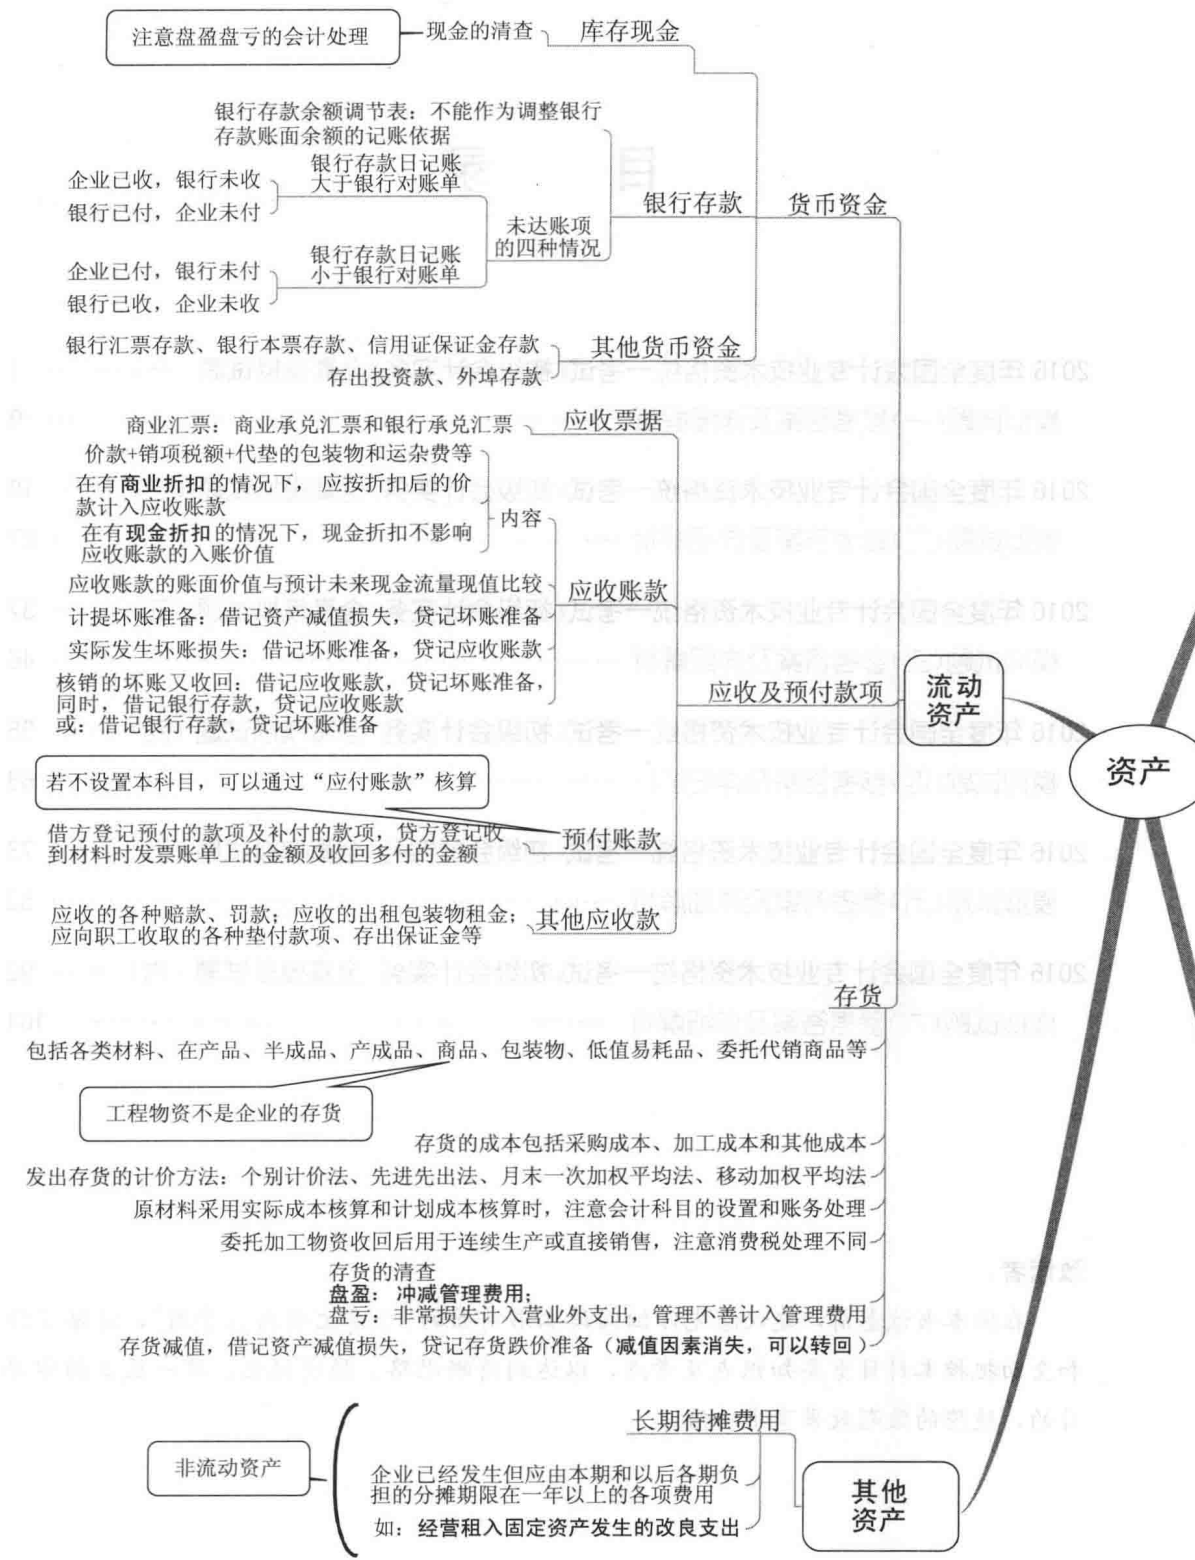 注意盘盈盘亏的会计处理
现金的清查
库存现金
银行存款余额调节表：不能作为调整银行
存款账面余额的记账依据
银行存款日记账
大于银行对账单
企业已收，银行未收
银行已付，企业未付
未达账项
的四种情况
银行存款
货币资金
银行存款日记账
小于银行对账单
企业已付，银行未付
银行已收，企业未收
银行汇票存款、银行本票存款、信用证保证金存款
存出投资款、外埠存款
其他货币资金
商业汇票：商业承兑汇票和银行承兑汇票
应收票据
价款+销项税额+代垫的包装物和运杂费等
在有商业折扣的情况下，应按折扣后的价
款计入应收账款
内容
在有现金折扣的情况下，现金折扣不影响
应收账款的入账价值
应收账款的账面价值与预计未来现金流量现值比较
应收账款
计提坏账准备：借记资产减值损失，贷记坏账准备
实际发生坏账损失：借记坏账准备，贷记应收账款
核销的坏账又收回：借记应收账款，贷记坏账准备，
同时，借记银行存款，贷记应收账款
或：借记银行存款，贷记坏账准备
应收及预付款项
流动
资产
资产
若不设置本科目，可以通过“应付账款”核算
借方登记预付的款项及补付的款项，贷方登记收
到材料时发票账单上的金额及收回多付的金额
预付账款
应收的各种赔款、罚款；应收的出租包装物租金；
应向职工收取的各种垫付款项、存出保证金等
其他应收款
存货
包括各类材料、在产品、半成品、产成品、商品、包装物、低值易耗品、委托代销商品等
工程物资不是企业的存货
存货的成本包括采购成本、加工成本和其他成本
发出存货的计价方法：个别计价法、先进先出法、月末一次加权平均法、移动加权平均法
原材料采用实际成本核算和计划成本核算时，注意会计科目的设置和账务处理
委托加工物资收回后用于连续生产或直接销售，注意消费税处理不同
存货的清查
盘盈：冲减管理费用；
盘亏：非常损失计入营业外支出，管理不善计入管理费用
存货减值，借记资产减值损失，贷记存货跌价准备（减值因素消失，可以转回）
长期待摊费用
非流动资产
企业已经发生但应由本期和以后各期负
担的分摊期限在一年以上的各项费用
如：经营租入固定资产发生的改良支出
其他
资产